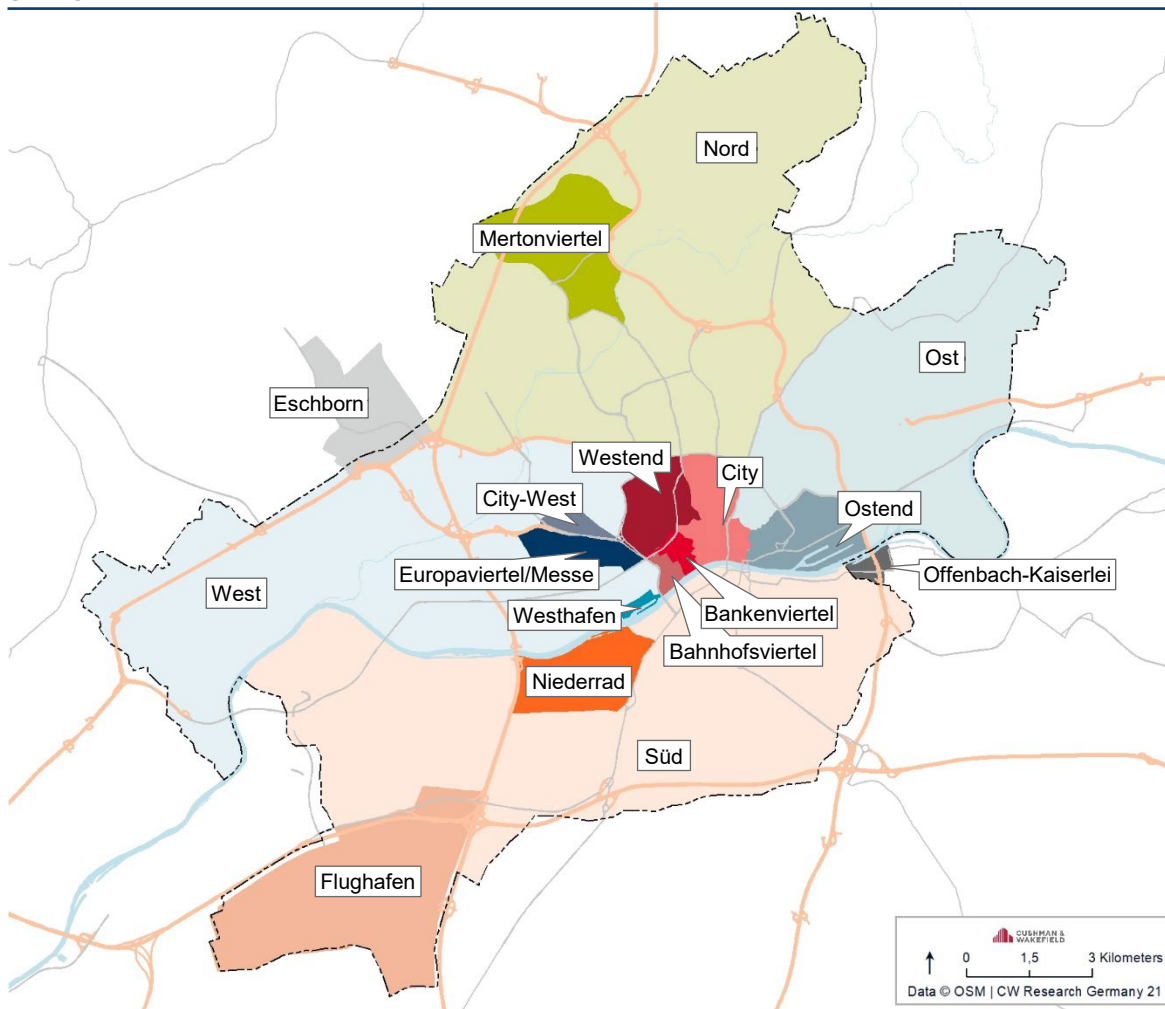 Nord
Mertonviertel
Ost
Eschborn
Westend
City
City-West
Ostend
Europaviertel/Messe
Offenbach-Kaiserlei
West
Westhafen
Bankenviertel
Bahnhofsviertel
Niederrad
Süd
Flughafen
CUSHMAN &
WAKEFIELD
0 1,5 3 Kilometers
Data © OSM | CW Research Germany 21